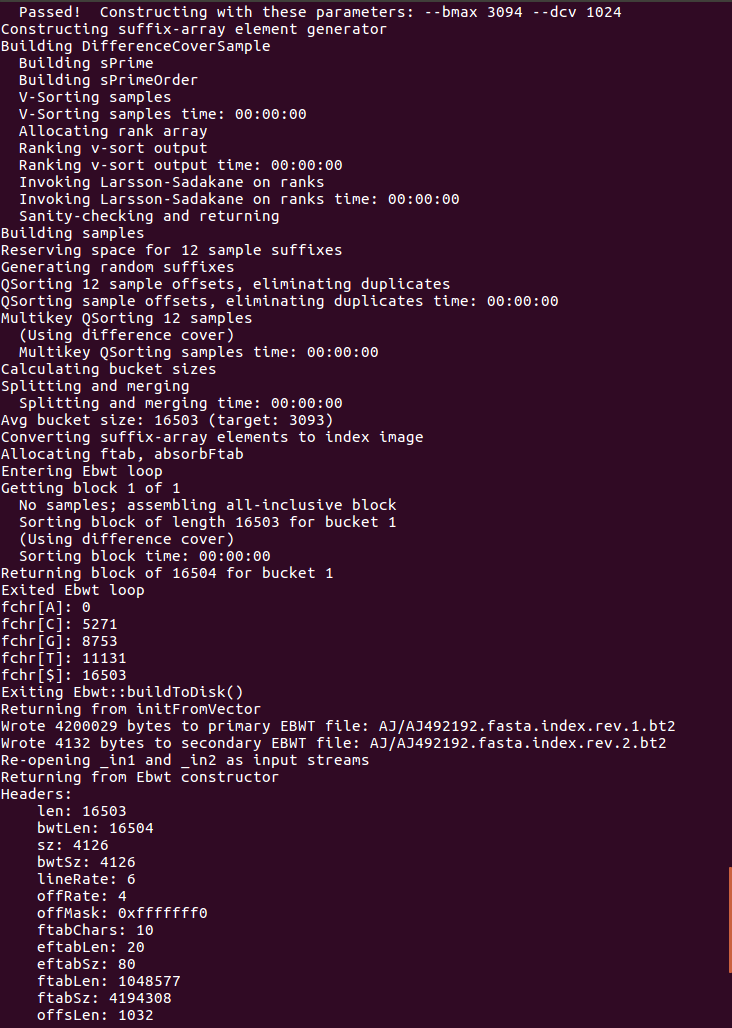 Passed!  Constructing with these parameters: --bmax 3094 --dcv 1024
Constructing suffix-array element generator
Building DifferenceCoverSample
  Building sPrime
  Building sPrimeOrder
  V-Sorting samples
  V-Sorting samples time: 00:00:00
  Allocating rank array
  Ranking v-sort output
  Ranking v-sort output time: 00:00:00
  Invoking Larsson-Sadakane on ranks
  Invoking Larsson-Sadakane on ranks time: 00:00:00
  Sanity-checking and returning
Building samples
Reserving space for 12 sample suffixes
Generating random suffixes
QSorting 12 sample offsets, eliminating duplicates
QSorting sample offsets, eliminating duplicates time: 00:00:00
Multikey QSorting 12 samples
  (Using difference cover)
  Multikey QSorting samples time: 00:00:00
Calculating bucket sizes
Splitting and merging
  Splitting and merging time: 00:00:00
Avg bucket size: 16503 (target: 3093)
Converting suffix-array elements to index image
Allocating ftab, absorbFtab
Entering Ebwt loop
Getting block 1 of 1
  No samples; assembling all-inclusive block
  Sorting block of length 16503 for bucket 1
  (Using difference cover)
  Sorting block time: 00:00:00
Returning block of 16504 for bucket 1
Exited Ebwt loop
fchr[A]: 0
fchr[C]: 5271
fchr[G]: 8753
fchr[T]: 11131
fchr[$]: 16503
Exiting Ebwt::buildToDisk()
Returning from initFromVector
Wrote 4200029 bytes to primary EBWT file: AJ/AJ492192.fasta.index.rev.1.bt2
Wrote 4132 bytes to secondary EBWT file: AJ/AJ492192.fasta.index.rev.2.bt2
Re-opening _in1 and _in2 as input streams
Returning from Ebwt constructor
Headers:
    len: 16503
    bwtLen: 16504
    sz: 4126
    bwtSz: 4126
    lineRate: 6
    offRate: 4
    offMask: 0xfffffff0
    ftabChars: 10
    eftabLen: 20
    eftabSz: 80
    ftabLen: 1048577
    ftabSz: 4194308
    offsLen: 1032